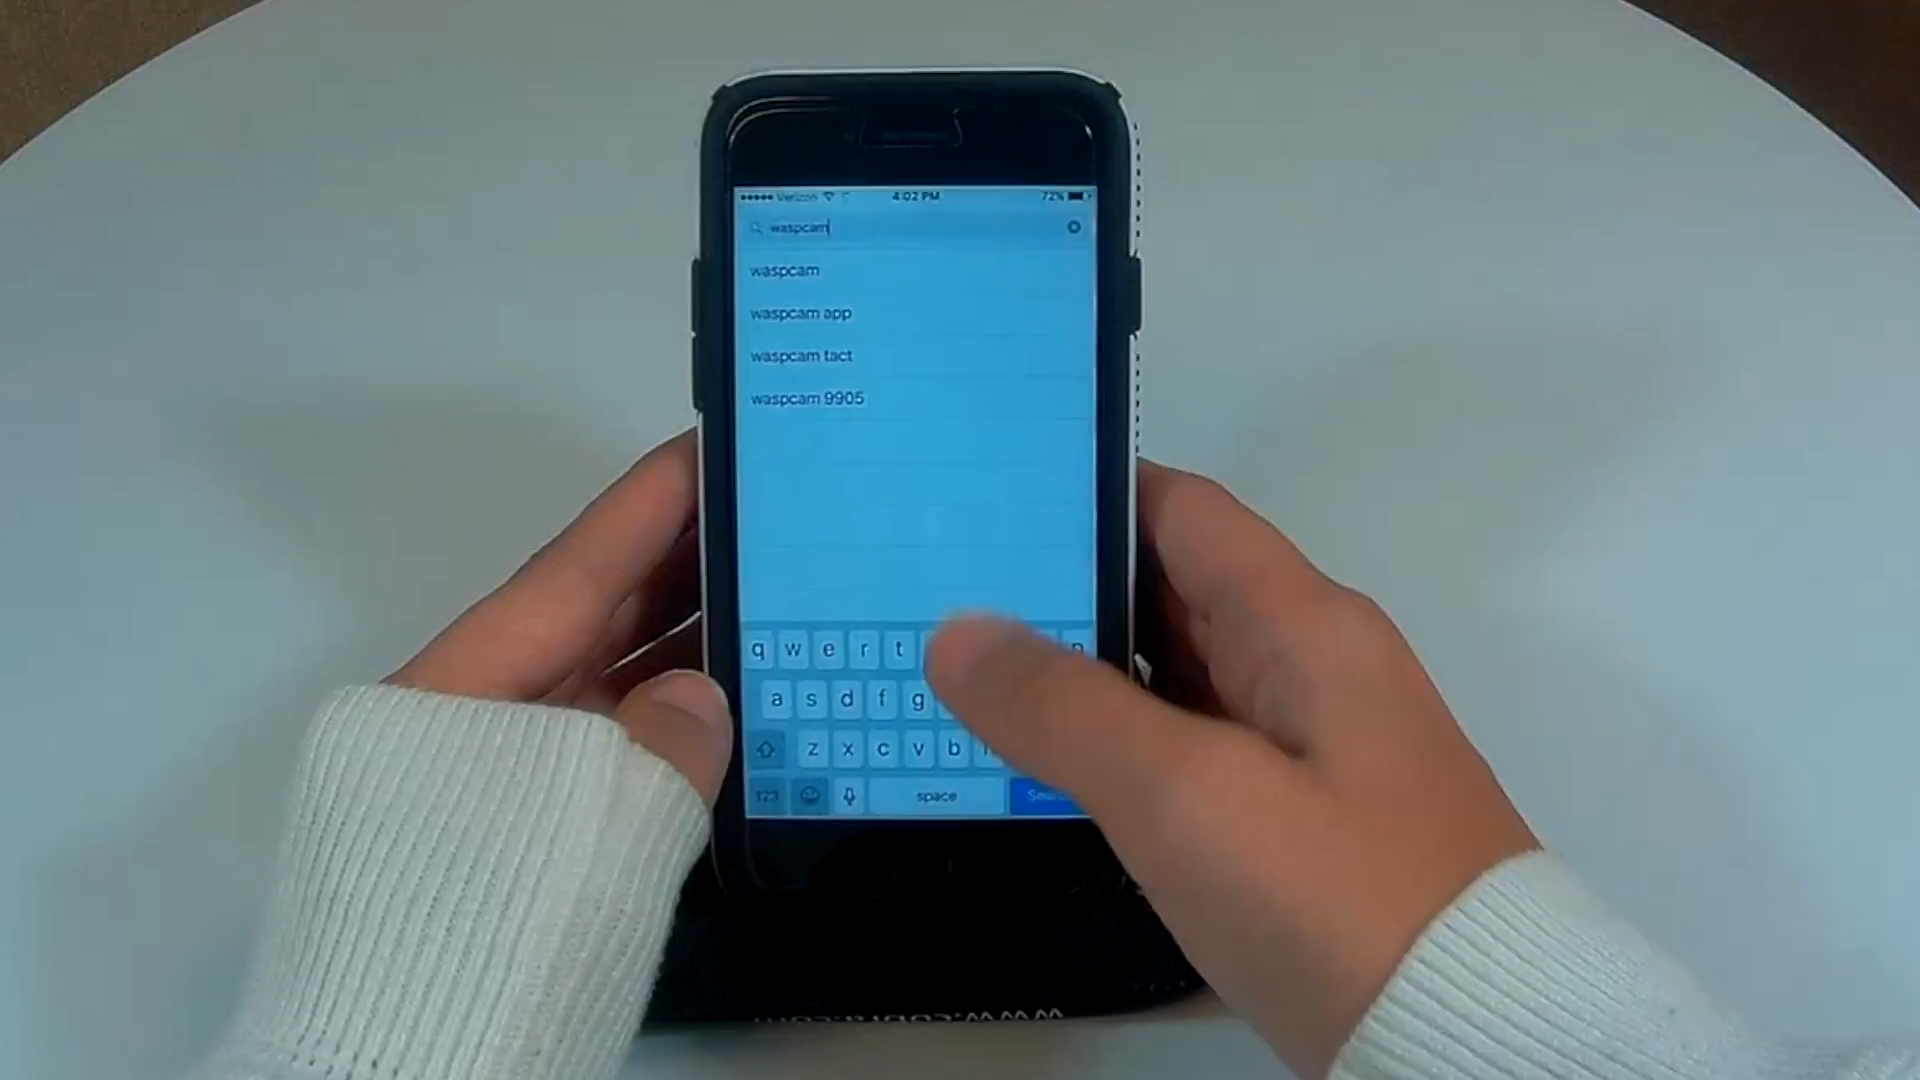 Verizon 4:02 PM 72%
waspcam
waspcam
waspcam app
waspcam tact
waspcam 9905
q w e r t p
a s d f g
z x c v b
123 space